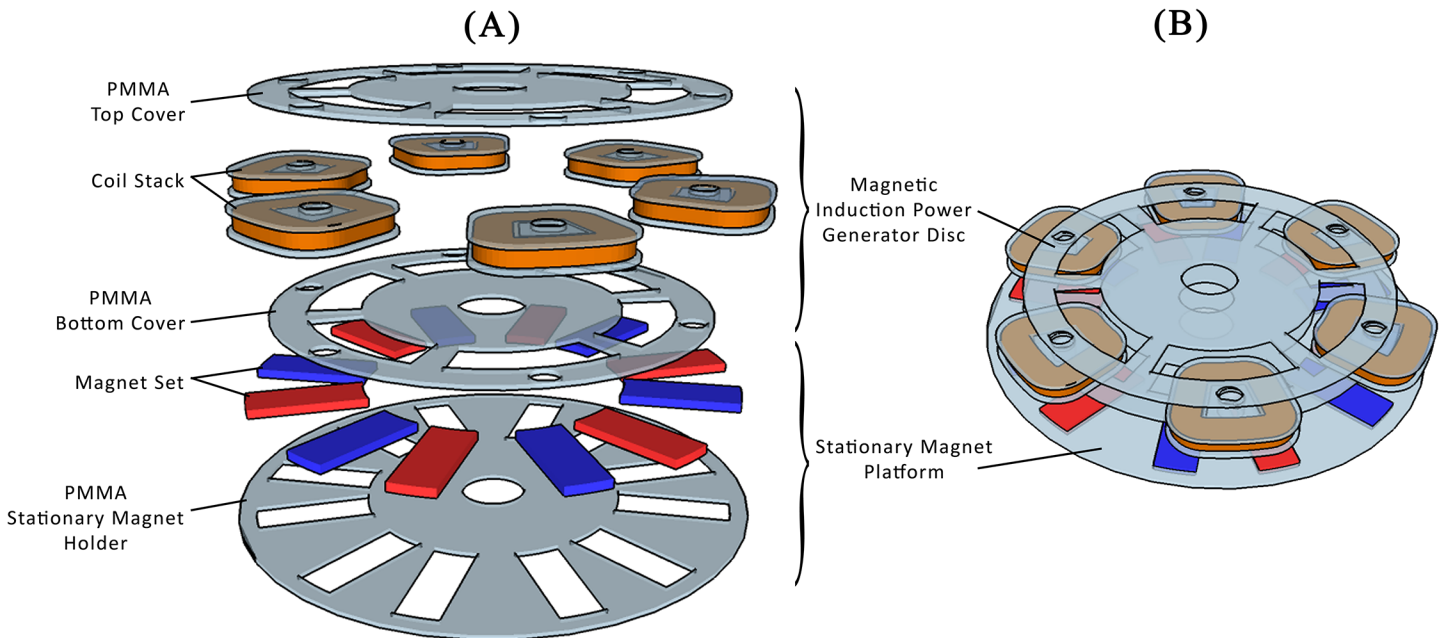 (A)
(B)
PMMA
Top Cover
Coil Stack
PMMA
Bottom Cover
Magnet Set
PMMA
Stationary Magnet
Holder
Magnetic
Induction Power
Generator Disc
Stationary Magnet
Platform